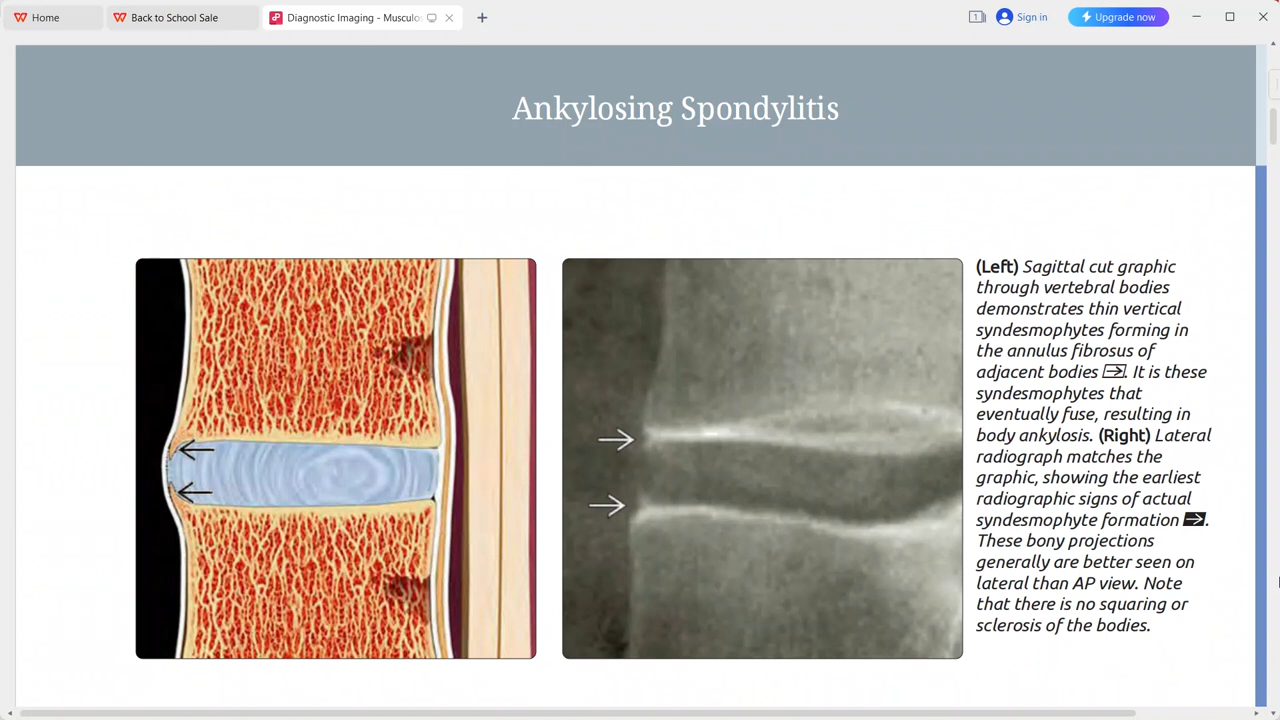 Home
Back to School Sale
Diagnostic Imaging - Musculo
1
Sign in
Upgrade now
Ankylosing Spondylitis
(Left) Sagittal cut graphic
through vertebral bodies
demonstrates thin vertical
syndesmophytes forming in
the annulus fibrosus of
adjacent bodies ➡. It is these
syndesmophytes that
eventually fuse, resulting in
body ankylosis. (Right) Lateral
radiograph matches the
graphic, showing the earliest
radiographic signs of actual
syndesmophyte formation ➡.
These bony projections
generally are better seen on
lateral than AP view. Note
that there is no squaring or
sclerosis of the bodies.